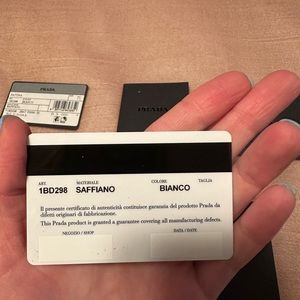 PRADA
ART. MATERIALE COLORE TAGLIA
1BD298 SAFFIANO BIANCO
Il presente certificato di autenticità costituisce garanzia del prodotto Prada da
difetti originari di fabbricazione.
This Prada product is granted a guarantee covering all manufacturing defects.
NEGOZIO / SHOP DATA / DATE